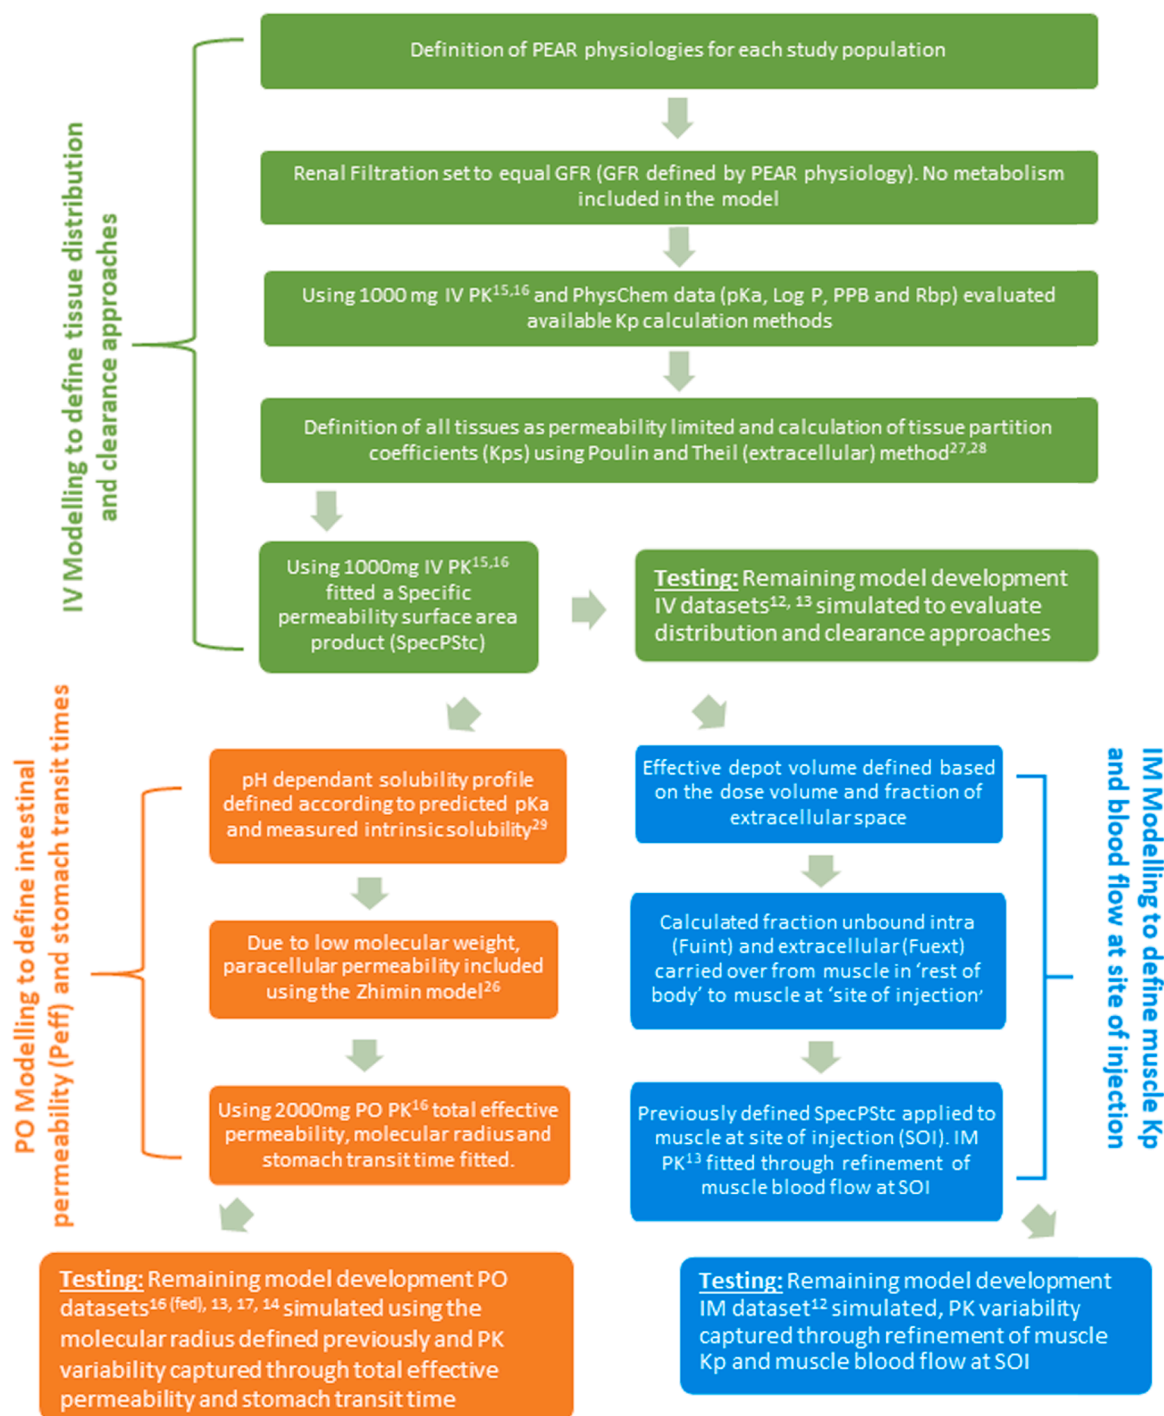 IV Modelling to define tissue distribution
and clearance approaches
Definition of PEAR physiologies for each study population
Renal Filtration set to equal GFR (GFR defined by PEAR physiology). No metabolism
included in the model
Using 1000 mg IV PK15,16 and PhysChem data (pKa, Log P, PPB and Rbp) evaluated
available Kp calculation methods
Definition of all tissues as permeability limited and calculation of tissue partition
coefficients (Kps) using Poulin and Theil (extracellular) method27,28
Using 1000mg IV PK15,16
fitted a Specific
permeability surface area
product (SpecPStc)
Testing: Remaining model development
IV datasets12, 13 simulated to evaluate
distribution and clearance approaches
PO Modelling to define intestinal
permeability (Peff) and stomach transit times
pH dependant solubility profile
defined according to predicted pKa
and measured intrinsic solubility29
Due to low molecular weight,
paracellular permeability included
using the Zhimin model26
Using 2000mg PO PK16 total effective
permeability, molecular radius and
stomach transit time fitted.
Testing: Remaining model development PO
datasets16 (fed), 13, 17, 14 simulated using the
molecular radius defined previously and PK
variability captured through total effective
permeability and stomach transit time
IM Modelling to define muscle Kp
and blood flow at site of injection
Effective depot volume defined based
on the dose volume and fraction of
extracellular space
Calculated fraction unbound intra
(Fuint) and extracellular (Fuext)
carried over from muscle in ‘rest of
body’ to muscle at ‘site of injection’
Previously defined SpecPStc applied to
muscle at site of injection (SOI). IM
PK13 fitted through refinement of
muscle blood flow at SOI
Testing: Remaining model development
IM dataset12 simulated, PK variability
captured through refinement of muscle
Kp and muscle blood flow at SOI